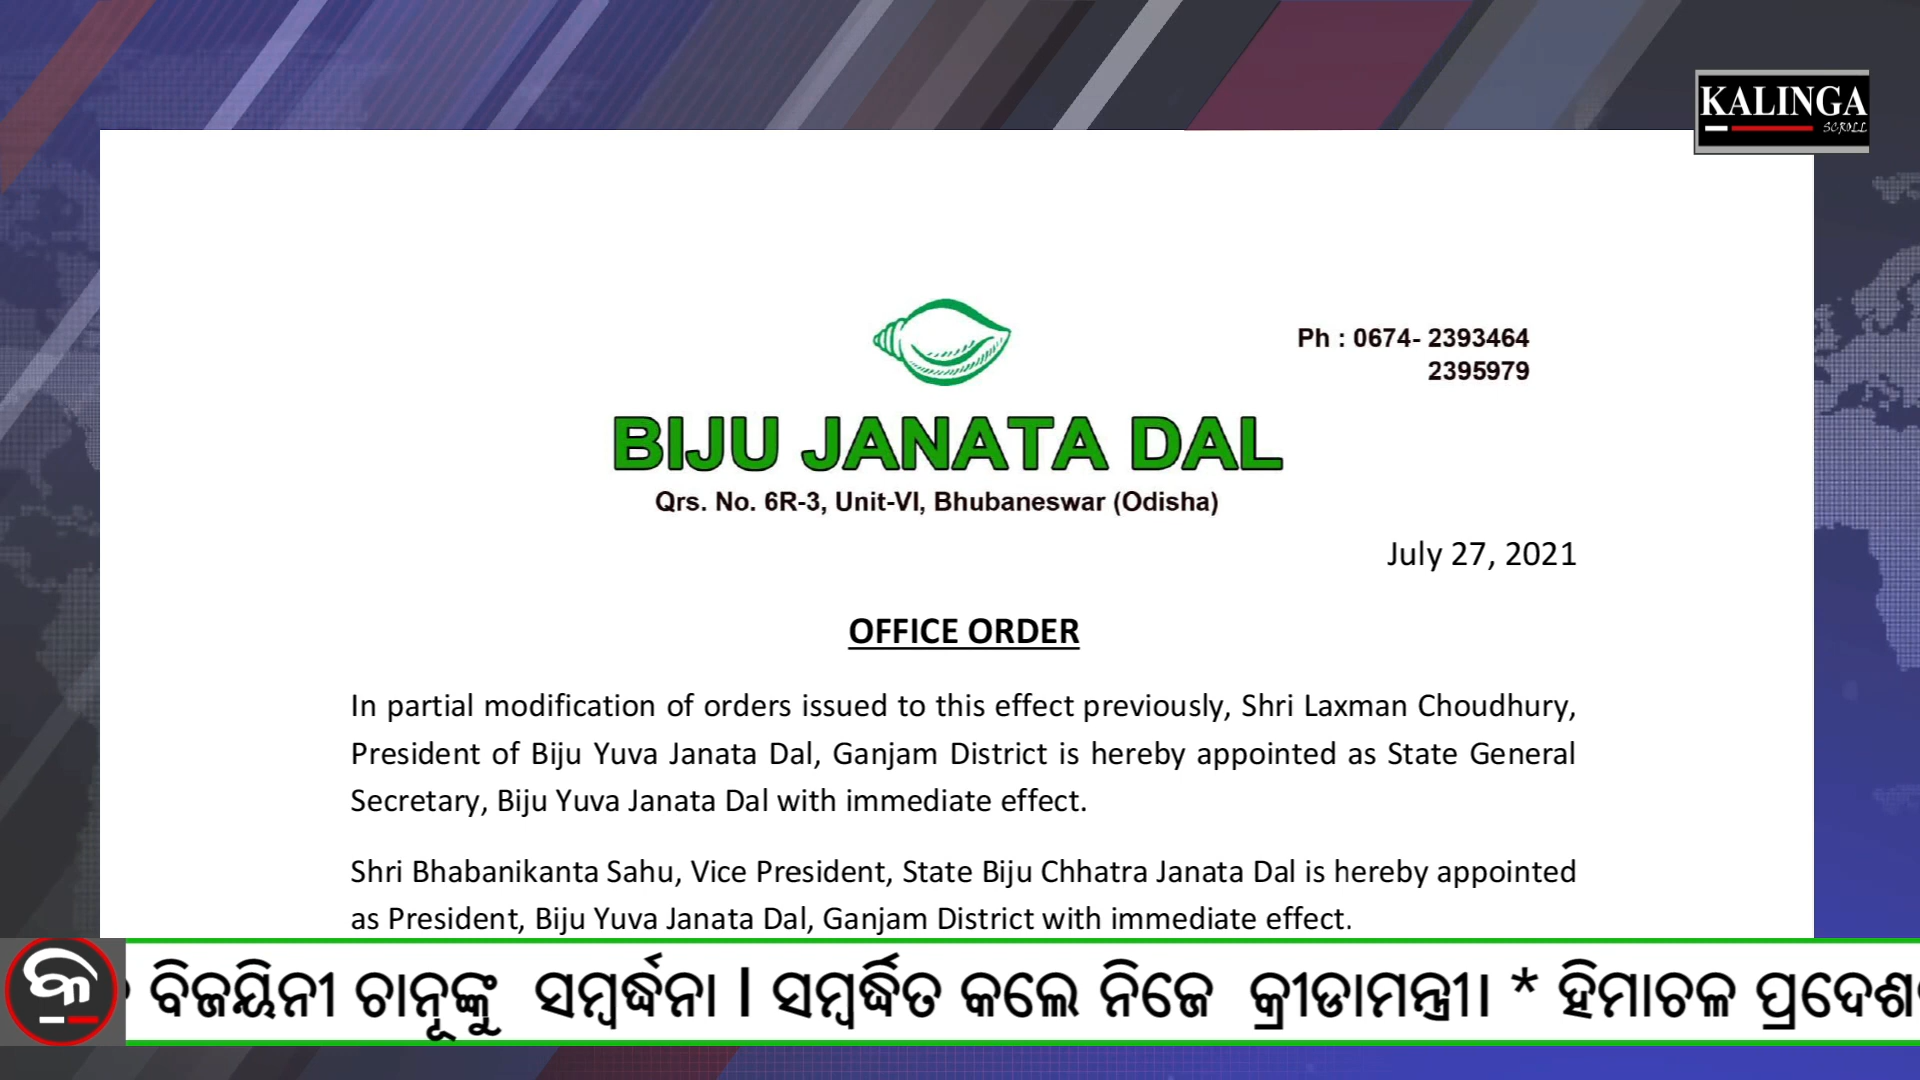 KALINGA
SCROLL
Ph : 0674- 2393464
2395979
BIJU JANATA DAL
Qrs. No. 6R-3, Unit-VI, Bhubaneswar (Odisha)
July 27, 2021
OFFICE ORDER
In partial modification of orders issued to this effect previously, Shri Laxman Choudhury,
President of Biju Yuva Janata Dal, Ganjam District is hereby appointed as State General
Secretary, Biju Yuva Janata Dal with immediate effect.
Shri Bhabanikanta Sahu, Vice President, State Biju Chhatra Janata Dal is hereby appointed
as President, Biju Yuva Janata Dal, Ganjam District with immediate effect.
କ ବିଜୟିନୀ ଚାନୂଙ୍କୁ ସମ୍ବର୍ଦ୍ଧନା l ସମ୍ବର୍ଦ୍ଧିତ କଲେ ନିଜେ କ୍ରୀଡାମନ୍ତ୍ରୀ। * ହିମାଚଳ ପ୍ରଦେଶ